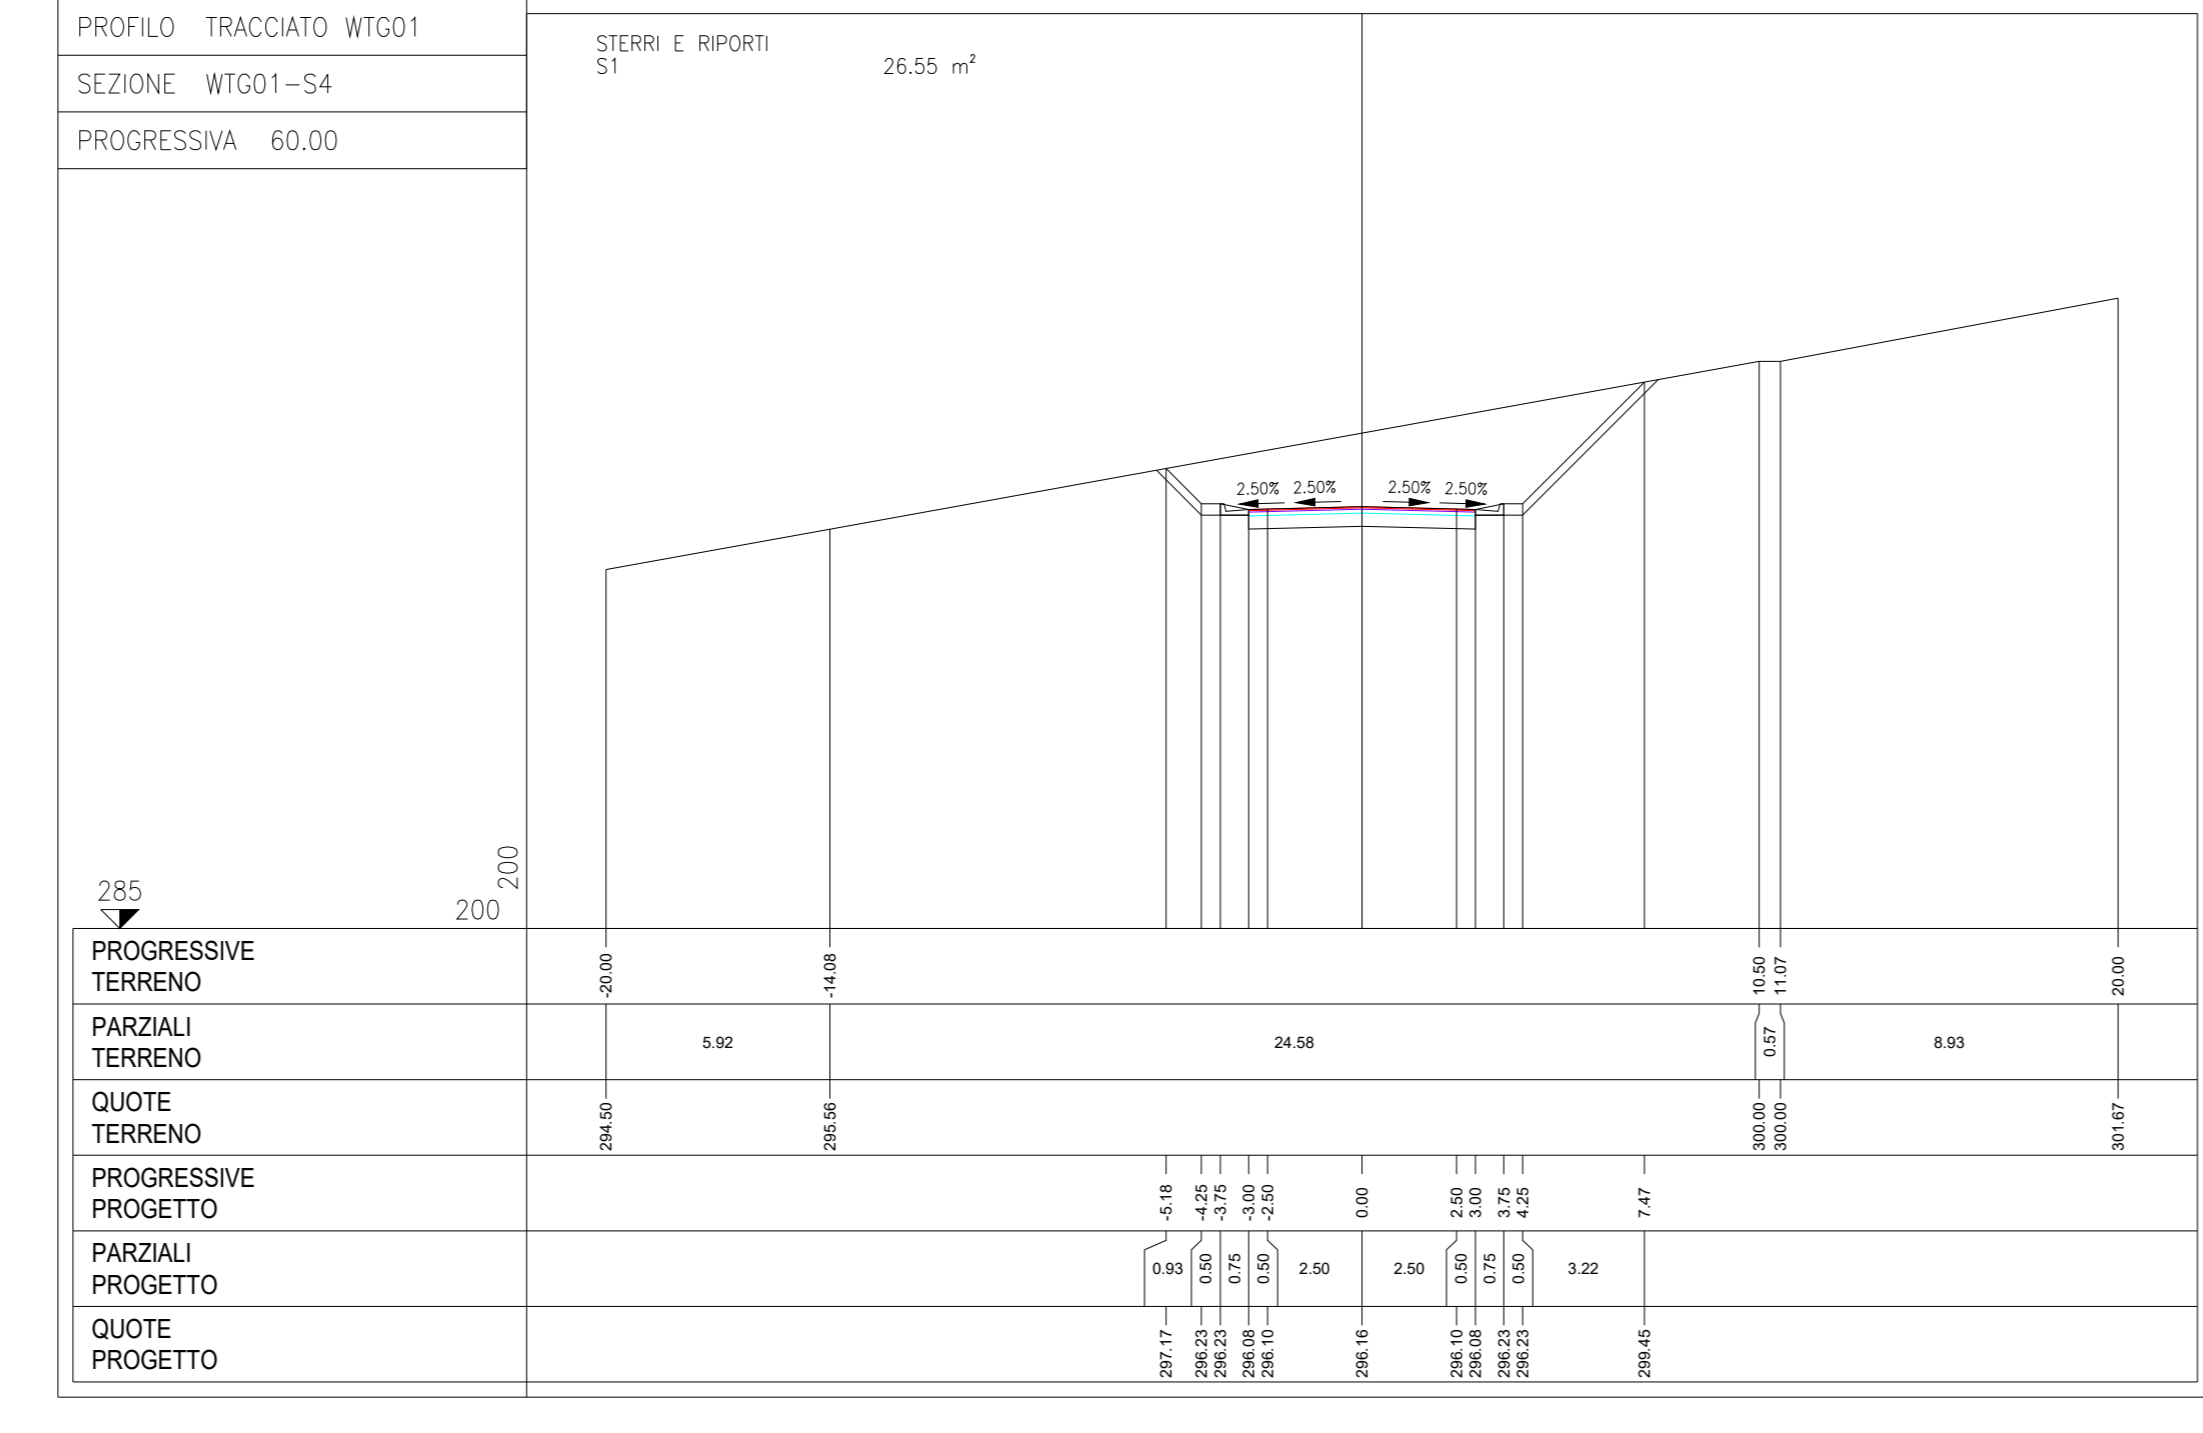 PROFILO TRACCIATO WTG01
SEZIONE WTG01-S4
PROGRESSIVA 60.00
STERRI E RIPORTI
S1 26.55 m²
2.50% 2.50% 2.50% 2.50%
285
200
200
PROGRESSIVE
TERRENO
-20.00 -14.08 10.50 11.07 20.00
PARZIALI
TERRENO
5.92 24.58 0.57 8.93
QUOTE
TERRENO
294.50 295.56 300.00 300.00 301.67
PROGRESSIVE
PROGETTO
-5.18 -4.25 -3.75 -3.00 -2.50 0.00 2.50 3.00 3.75 4.25 7.47
PARZIALI
PROGETTO
0.93 0.50 0.75 0.50 2.50 2.50 0.50 0.75 0.50 3.22
QUOTE
PROGETTO
297.17 296.23 296.23 296.08 296.10 296.16 296.10 296.08 296.23 296.23 299.45